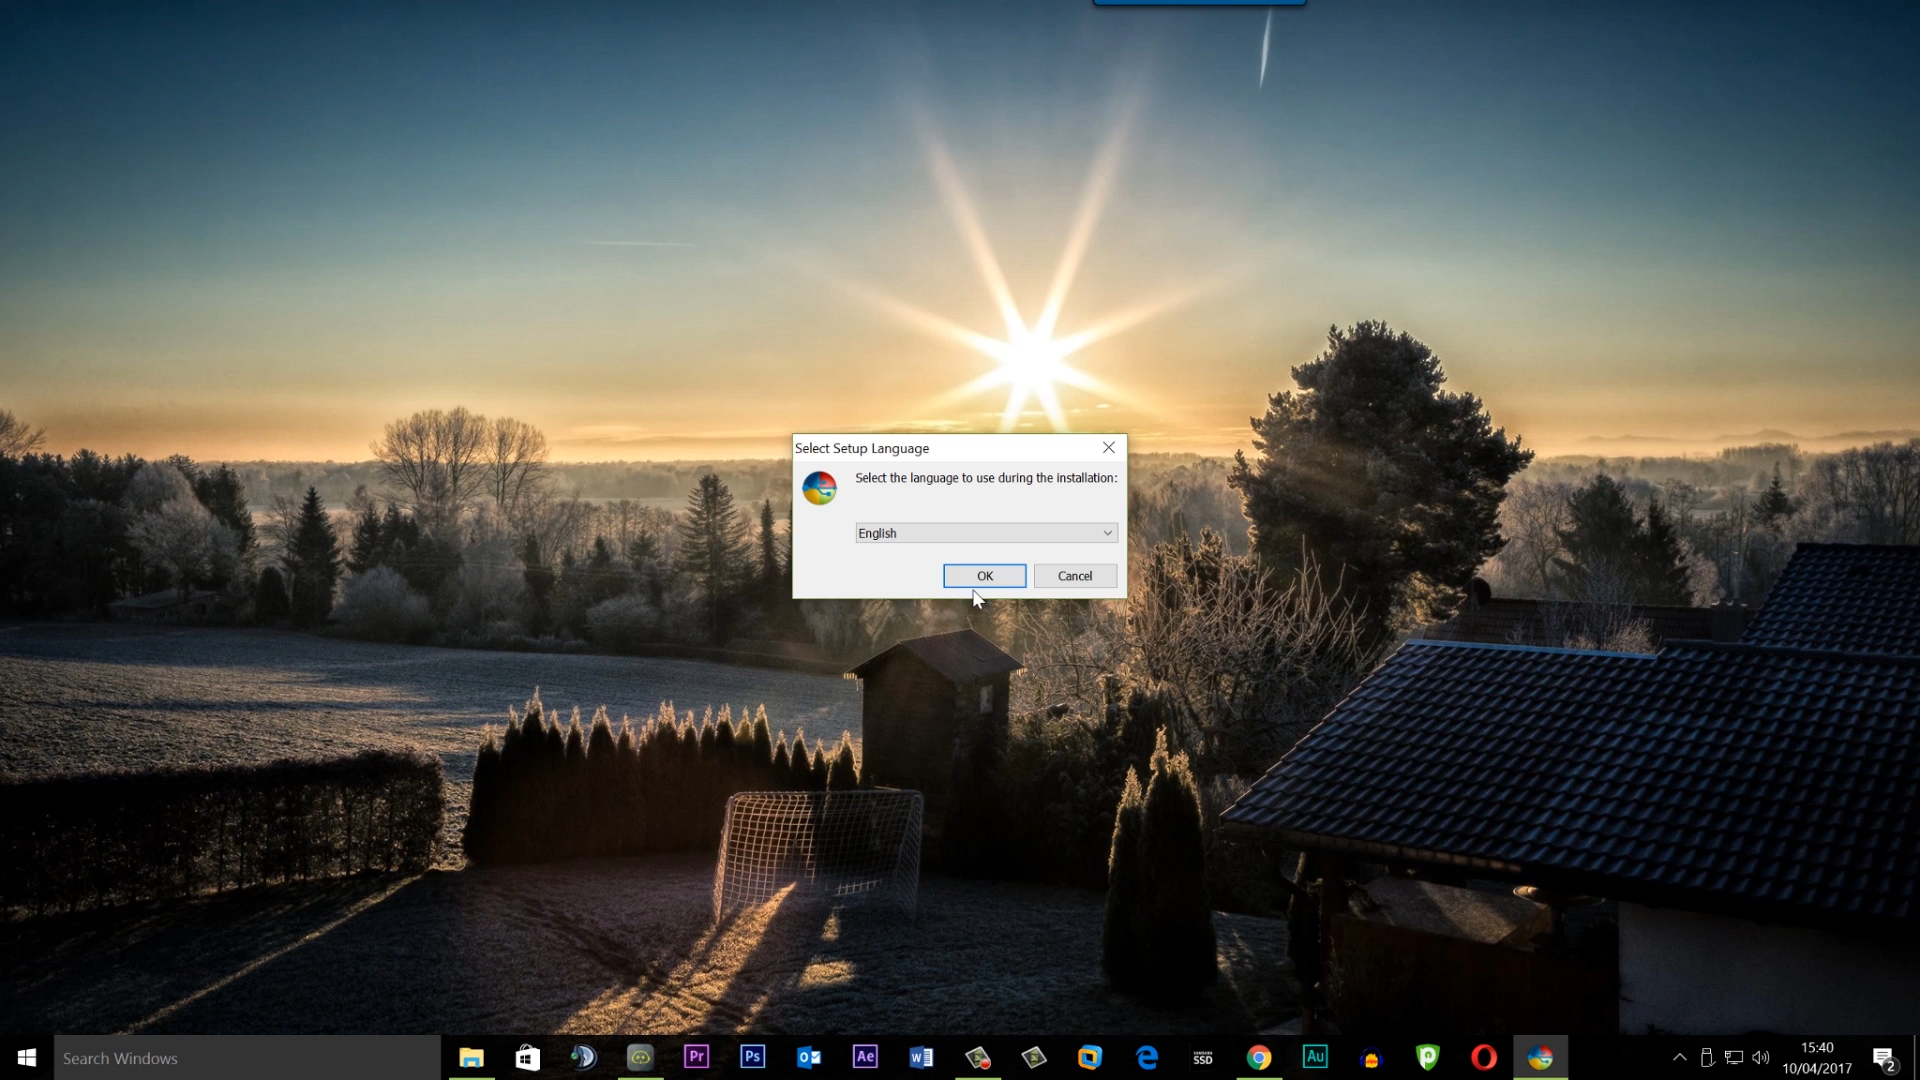 Select Setup Language
Select the language to use during the installation:
English
OK
Cancel
Search Windows
Pr
Ps
Ae
SAMSUNG
SSD
Au
15:40
10/04/2017
2